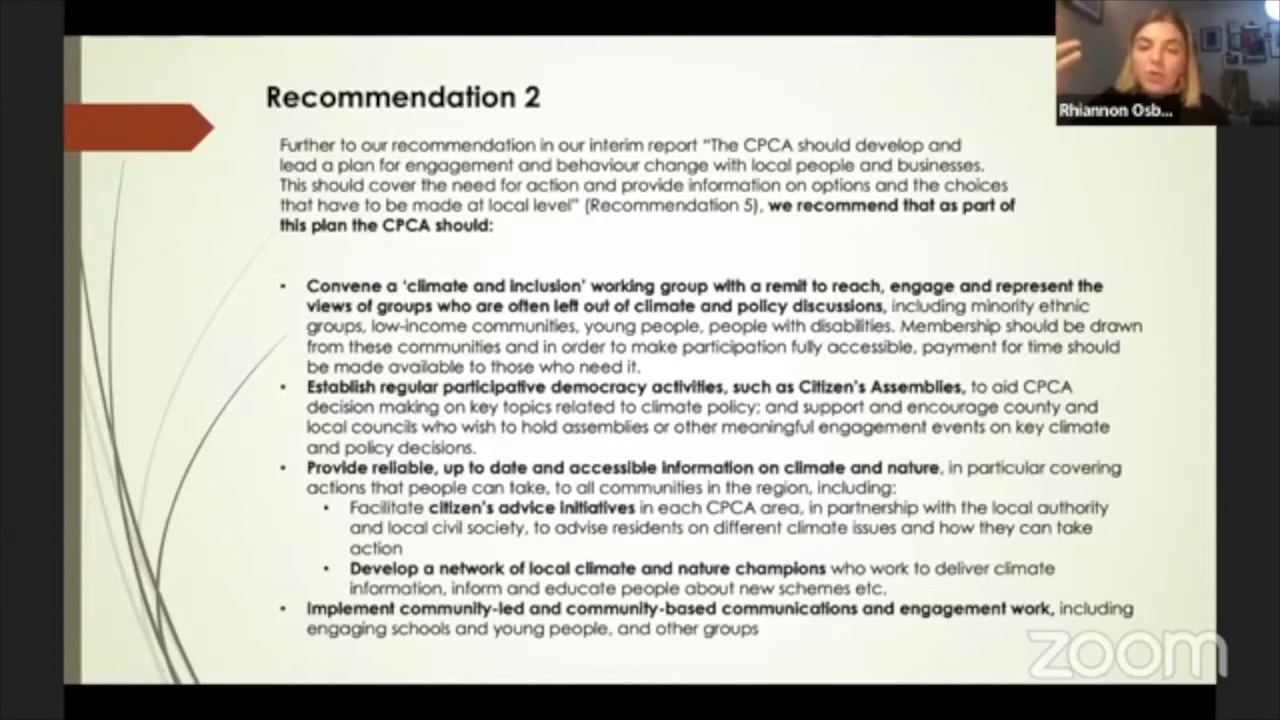 Rhiannon Osb...
Recommendation 2
Further to our recommendation in our interim report “The CPCA should develop and
lead a plan for engagement and behaviour change with local people and businesses.
This should cover the need for action and provide information on options and the choices
that have to be made at local level” (Recommendation 5), we recommend that as part of
this plan the CPCA should:
• Convene a ‘climate and inclusion’ working group with a remit to reach, engage and represent the
views of groups who are often left out of climate and policy discussions, including minority ethnic
groups, low-income communities, young people, people with disabilities. Membership should be drawn
from these communities and in order to make participation fully accessible, payment for time should
be made available to those who need it.
• Establish regular participative democracy activities, such as Citizen's Assemblies, to aid CPCA
decision making on key topics related to climate policy; and support and encourage county and
local councils who wish to hold assemblies or other meaningful engagement events on key climate
and policy decisions.
• Provide reliable, up to date and accessible information on climate and nature, in particular covering
actions that people can take, to all communities in the region, including:
• Facilitate citizen's advice initiatives in each CPCA area, in partnership with the local authority
and local civil society, to advise residents on different climate issues and how they can take
action
• Develop a network of local climate and nature champions who work to deliver climate
information, inform and educate people about new schemes etc.
• Implement community-led and community-based communications and engagement work, including
engaging schools and young people, and other groups
zoom